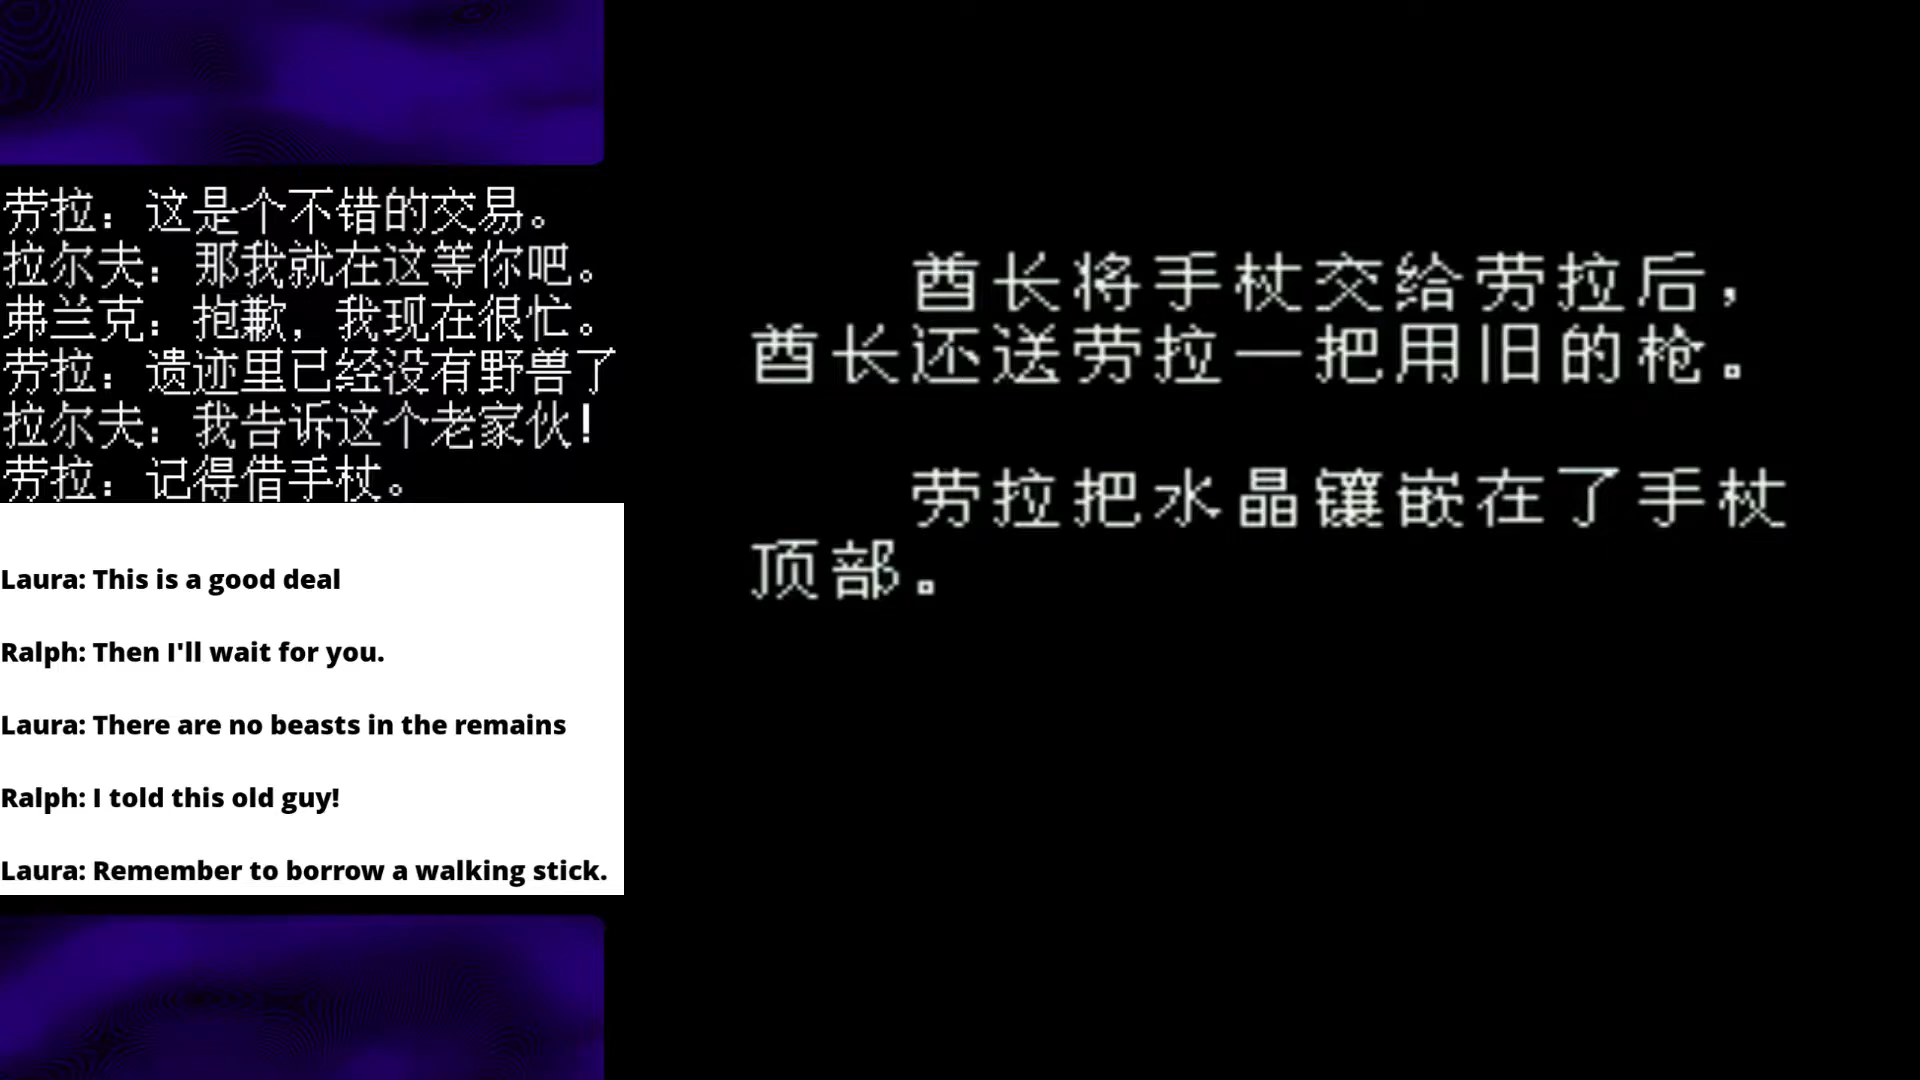 劳拉：这是个不错的交易。
拉尔夫：那我就在这等你吧。
弗兰克：抱歉，我现在很忙。
劳拉：遗迹里已经没有野兽了
拉尔夫：我告诉这个老家伙！
劳拉：记得借手杖。
Laura: This is a good deal
Ralph: Then I'll wait for you.
Laura: There are no beasts in the remains
Ralph: I told this old guy!
Laura: Remember to borrow a walking stick.
酋长将手杖交给劳拉后，
酋长还送劳拉一把用旧的枪。
劳拉把水晶镶嵌在了手杖
顶部。